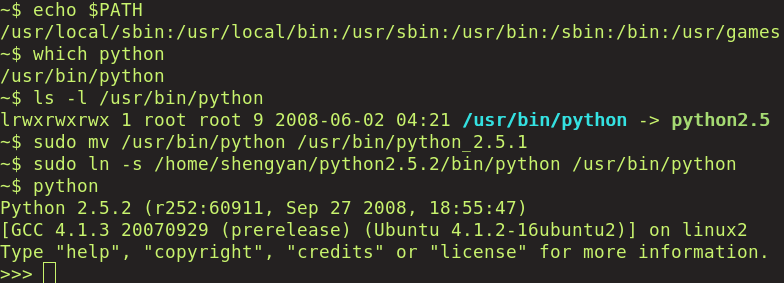 ~$ echo $PATH
/usr/local/sbin:/usr/local/bin:/usr/sbin:/usr/bin:/sbin:/bin:/usr/games
~$ which python
/usr/bin/python
~$ ls -l /usr/bin/python
lrwxrwxrwx 1 root root 9 2008-06-02 04:21 /usr/bin/python -> python2.5
~$ sudo mv /usr/bin/python /usr/bin/python_2.5.1
~$ sudo ln -s /home/shengyan/python2.5.2/bin/python /usr/bin/python
~$ python
Python 2.5.2 (r252:60911, Sep 27 2008, 18:55:47)
[GCC 4.1.3 20070929 (prerelease) (Ubuntu 4.1.2-16ubuntu2)] on linux2
Type "help", "copyright", "credits" or "license" for more information.
>>>